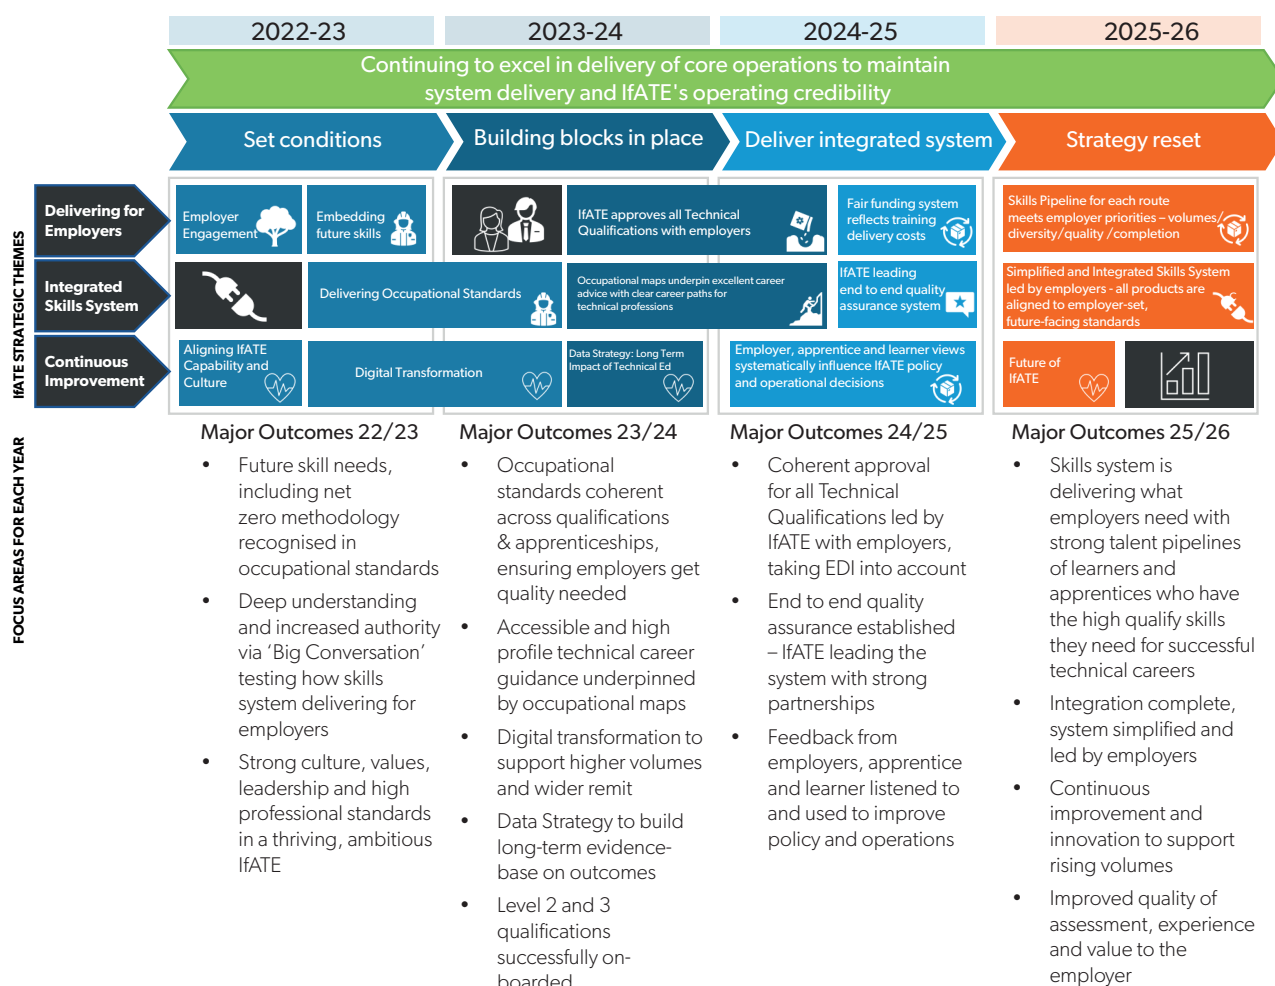 2022-23
2023-24
2024-25
2025-26
Continuing to excel in delivery of core operations to maintain
system delivery and IfATE's operating credibility
Set conditions
Building blocks in place
Deliver integrated system
Strategy reset
IfATE STRATEGIC THEMES
Delivering for
Employers
Employer
Engagement
Embedding
future skills
IfATE approves all Technical
Qualifications with employers
Fair funding system
reflects training
delivery costs
Skills Pipeline for each route
meets employer priorities – volumes/
diversity/quality /completion
Integrated
Skills System
Delivering Occupational Standards
Occupational maps underpin excellent career
advice with clear career paths for
technical professions
IfATE leading
end to end quality
assurance system
Simplified and Integrated Skills System
led by employers - all products are
aligned to employer-set,
future-facing standards
Continuous
Improvement
Aligning IfATE
Capability and
Culture
Digital Transformation
Data Strategy: Long Term
Impact of Technical Ed
Employer, apprentice and learner views
systematically influence IfATE policy
and operational decisions
Future of
IfATE
FOCUS AREAS FOR EACH YEAR
Major Outcomes 22/23
• Future skill needs,
including net
zero methodology
recognised in
occupational standards
• Deep understanding
and increased authority
via ‘Big Conversation’
testing how skills
system delivering for
employers
• Strong culture, values,
leadership and high
professional standards
in a thriving, ambitious
IfATE
Major Outcomes 23/24
• Occupational
standards coherent
across qualifications
& apprenticeships,
ensuring employers get
quality needed
• Accessible and high
profile technical career
guidance underpinned
by occupational maps
• Digital transformation to
support higher volumes
and wider remit
• Data Strategy to build
long-term evidence-
base on outcomes
• Level 2 and 3
qualifications
successfully on-
boarded
Major Outcomes 24/25
• Coherent approval
for all Technical
Qualifications led by
IfATE with employers,
taking EDI into account
• End to end quality
assurance established
– IfATE leading the
system with strong
partnerships
• Feedback from
employers, apprentice
and learner listened to
and used to improve
policy and operations
Major Outcomes 25/26
• Skills system is
delivering what
employers need with
strong talent pipelines
of learners and
apprentices who have
the high qualify skills
they need for successful
technical careers
• Integration complete,
system simplified and
led by employers
• Continuous
improvement and
innovation to support
rising volumes
• Improved quality of
assessment, experience
and value to the
employer